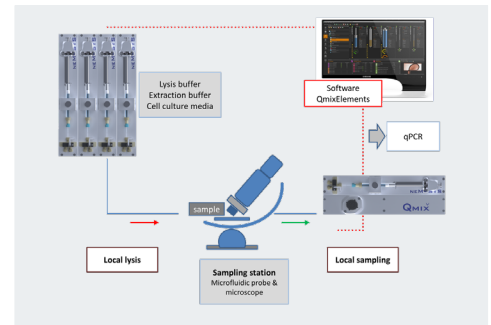 Lysis buffer
Extraction buffer
Cell culture media
Software
QmixElements
qPCR
sample
QMIX
Local lysis
Sampling station
Microfluidic probe &
microscope
Local sampling